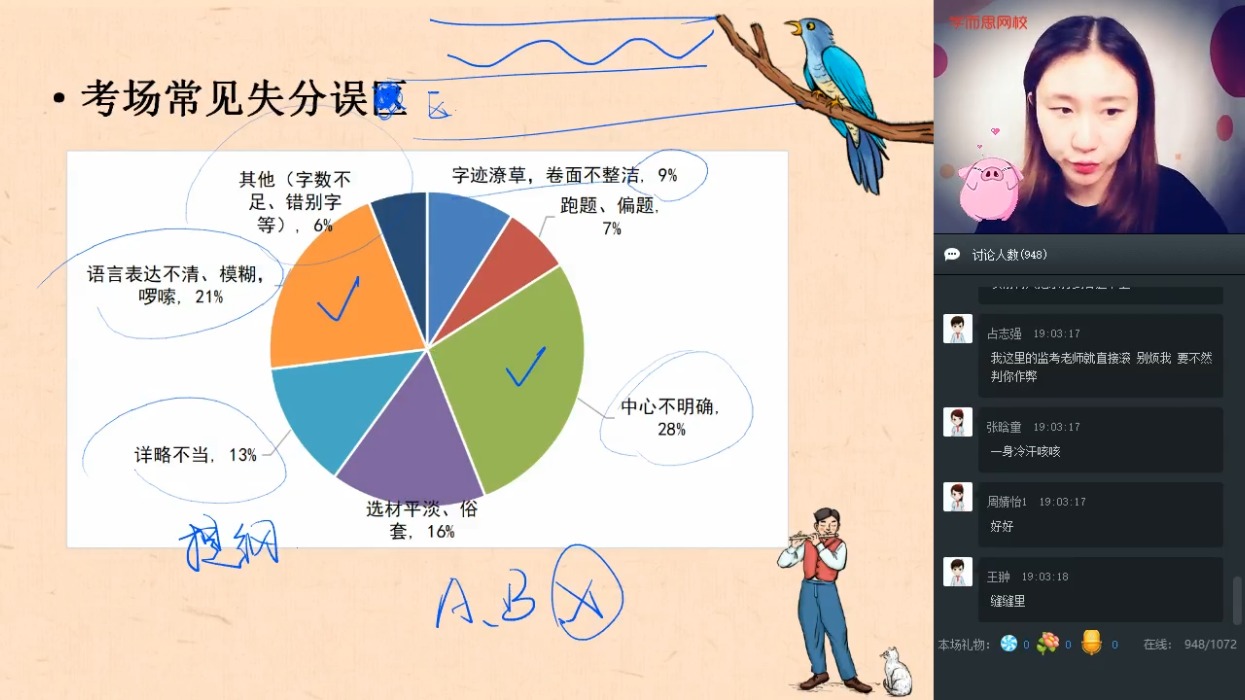 • 考场常见失分误区
区
字迹潦草，卷面不整洁, 9%
跑题、偏题,
7%
中心不明确,
28%
选材平淡、俗
套, 16%
详略不当, 13%
语言表达不清、模糊,
啰嗦, 21%
其他（字数不
足、错别字
等）, 6%
提纲
A、B
学而思网校
讨论人数(948)
占志强 19:03:17
我这里的监考老师就直接滚 别烦我 要不然
判你作弊
张晗童 19:03:17
一身冷汗咳咳
周婧怡1 19:03:17
好好
王翀 19:03:18
缝缝里
本场礼物: 0 0 0 在线: 948/1072